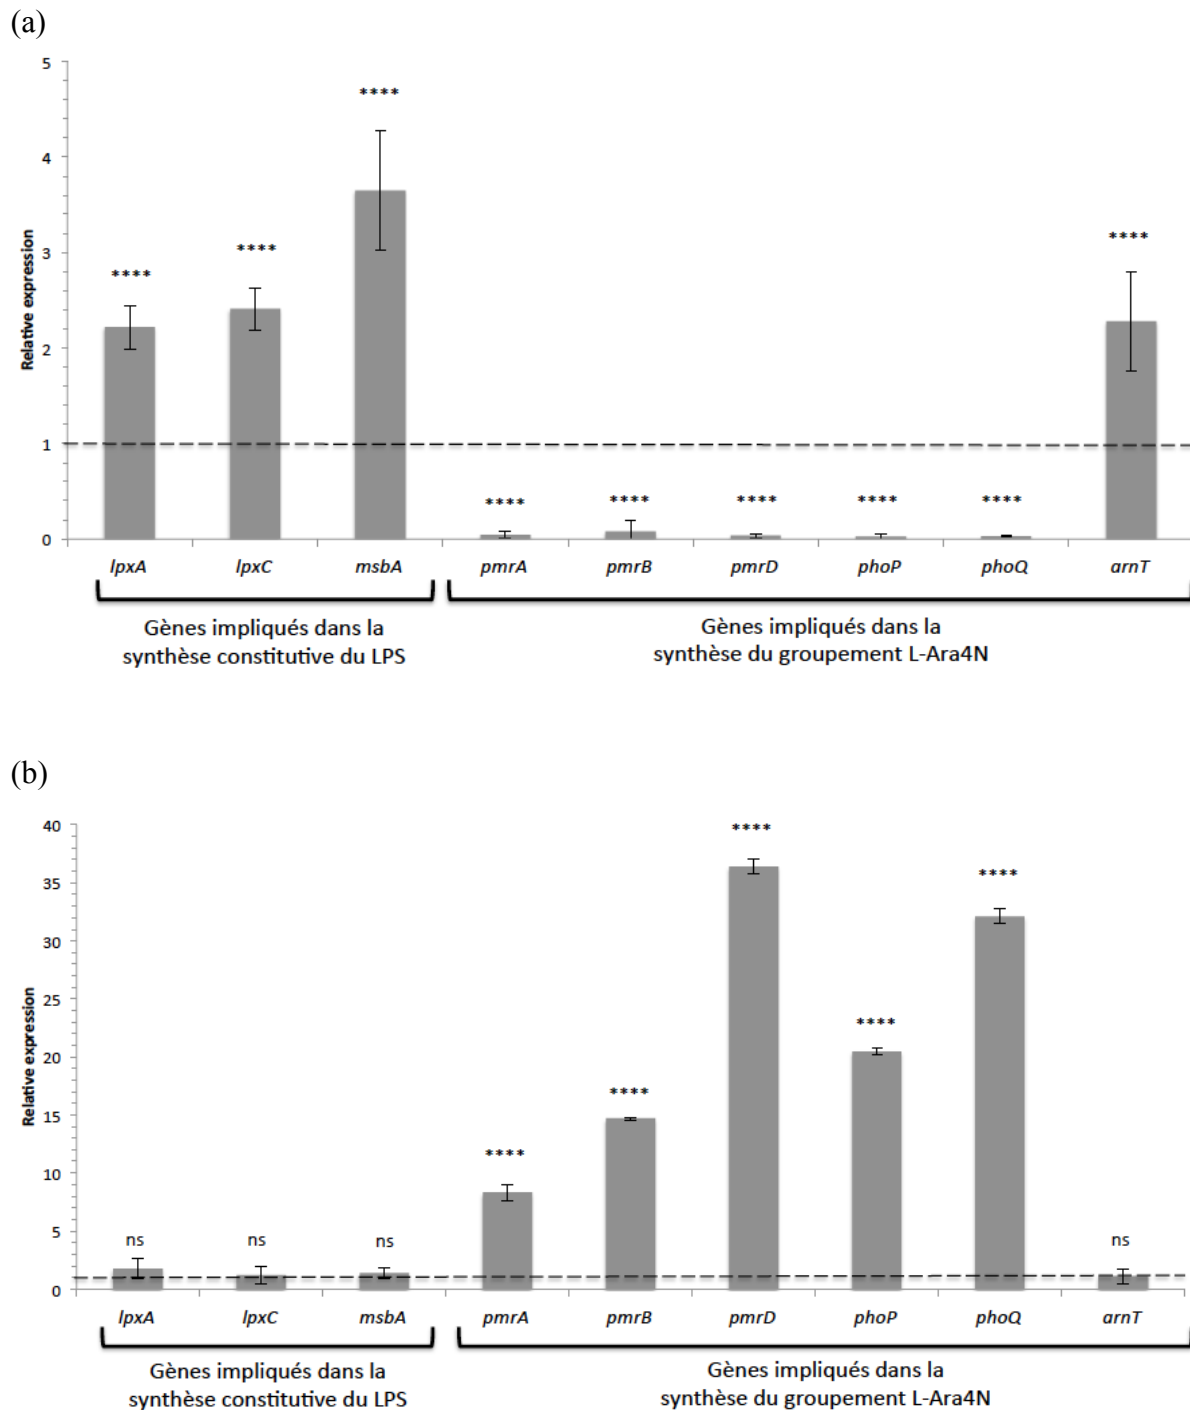 (a)
5
4
3
2
1
0
Relative expression
****
****
****
****
****
****
****
****
****
lpxA
lpxC
msbA
pmrA
pmrB
pmrD
phoP
phoQ
arnT
Gènes impliqués dans la
synthèse constitutive du LPS
Gènes impliqués dans la
synthèse du groupement L-Ara4N
(b)
40
35
30
25
20
15
10
5
0
Relative expression
ns
ns
ns
****
****
****
****
****
ns
lpxA
lpxC
msbA
pmrA
pmrB
pmrD
phoP
phoQ
arnT
Gènes impliqués dans la
synthèse constitutive du LPS
Gènes impliqués dans la
synthèse du groupement L-Ara4N